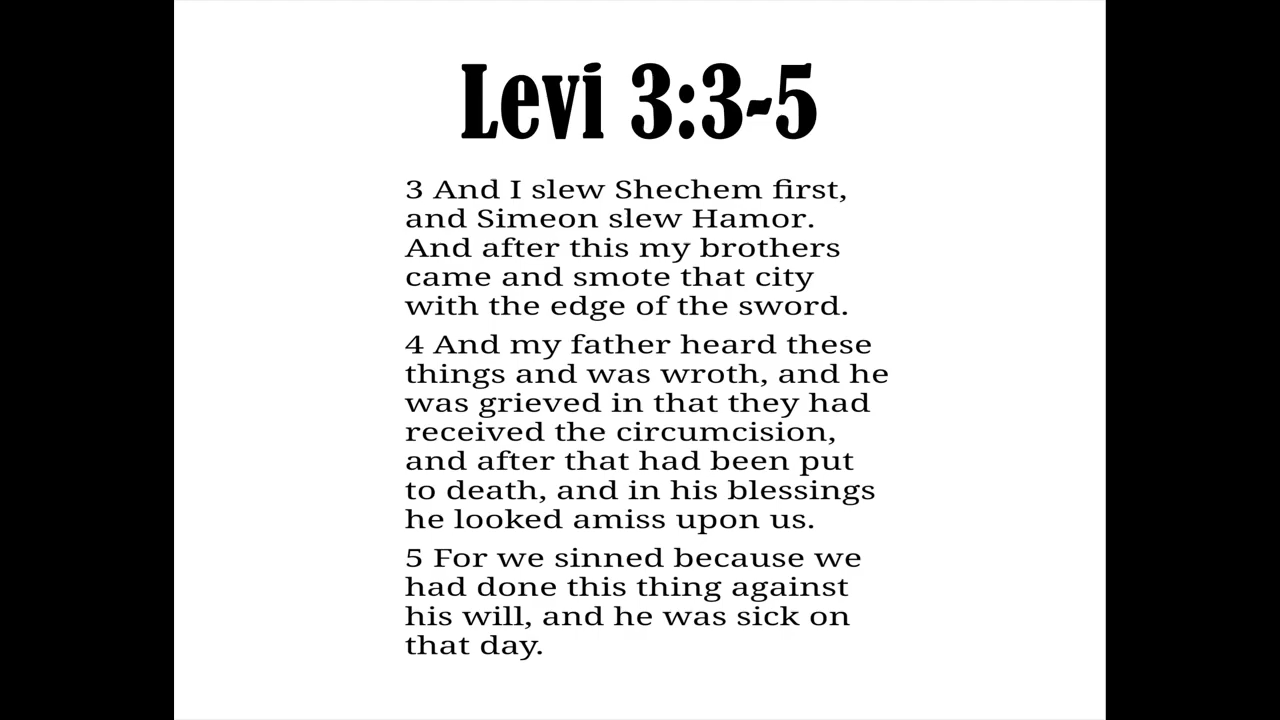 Levi 3:3-5
3 And I slew Shechem first,
and Simeon slew Hamor.
And after this my brothers
came and smote that city
with the edge of the sword.
4 And my father heard these
things and was wroth, and he
was grieved in that they had
received the circumcision,
and after that had been put
to death, and in his blessings
he looked amiss upon us.
5 For we sinned because we
had done this thing against
his will, and he was sick on
that day.